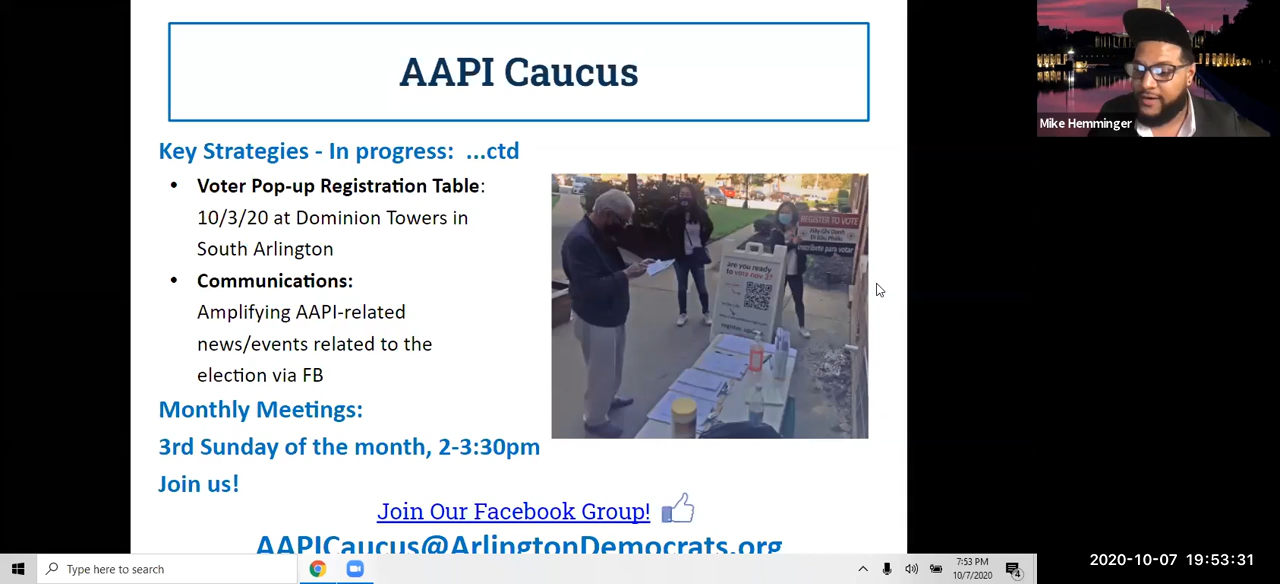 AAPI Caucus
Key Strategies - In progress:  ...ctd
• Voter Pop-up Registration Table:
10/3/20 at Dominion Towers in
South Arlington
• Communications:
Amplifying AAPI-related
news/events related to the
election via FB
Monthly Meetings:
3rd Sunday of the month, 2-3:30pm
Join us!
Join Our Facebook Group!
AAPICaucus@ArlingtonDemocrats.org
REGISTER TO VOTE
Inscríbete para votar
are you ready
to vote nov 3?
Mike Hemminger
Type here to search
7:53 PM
10/7/2020
4
2020-10-07 19:53:31